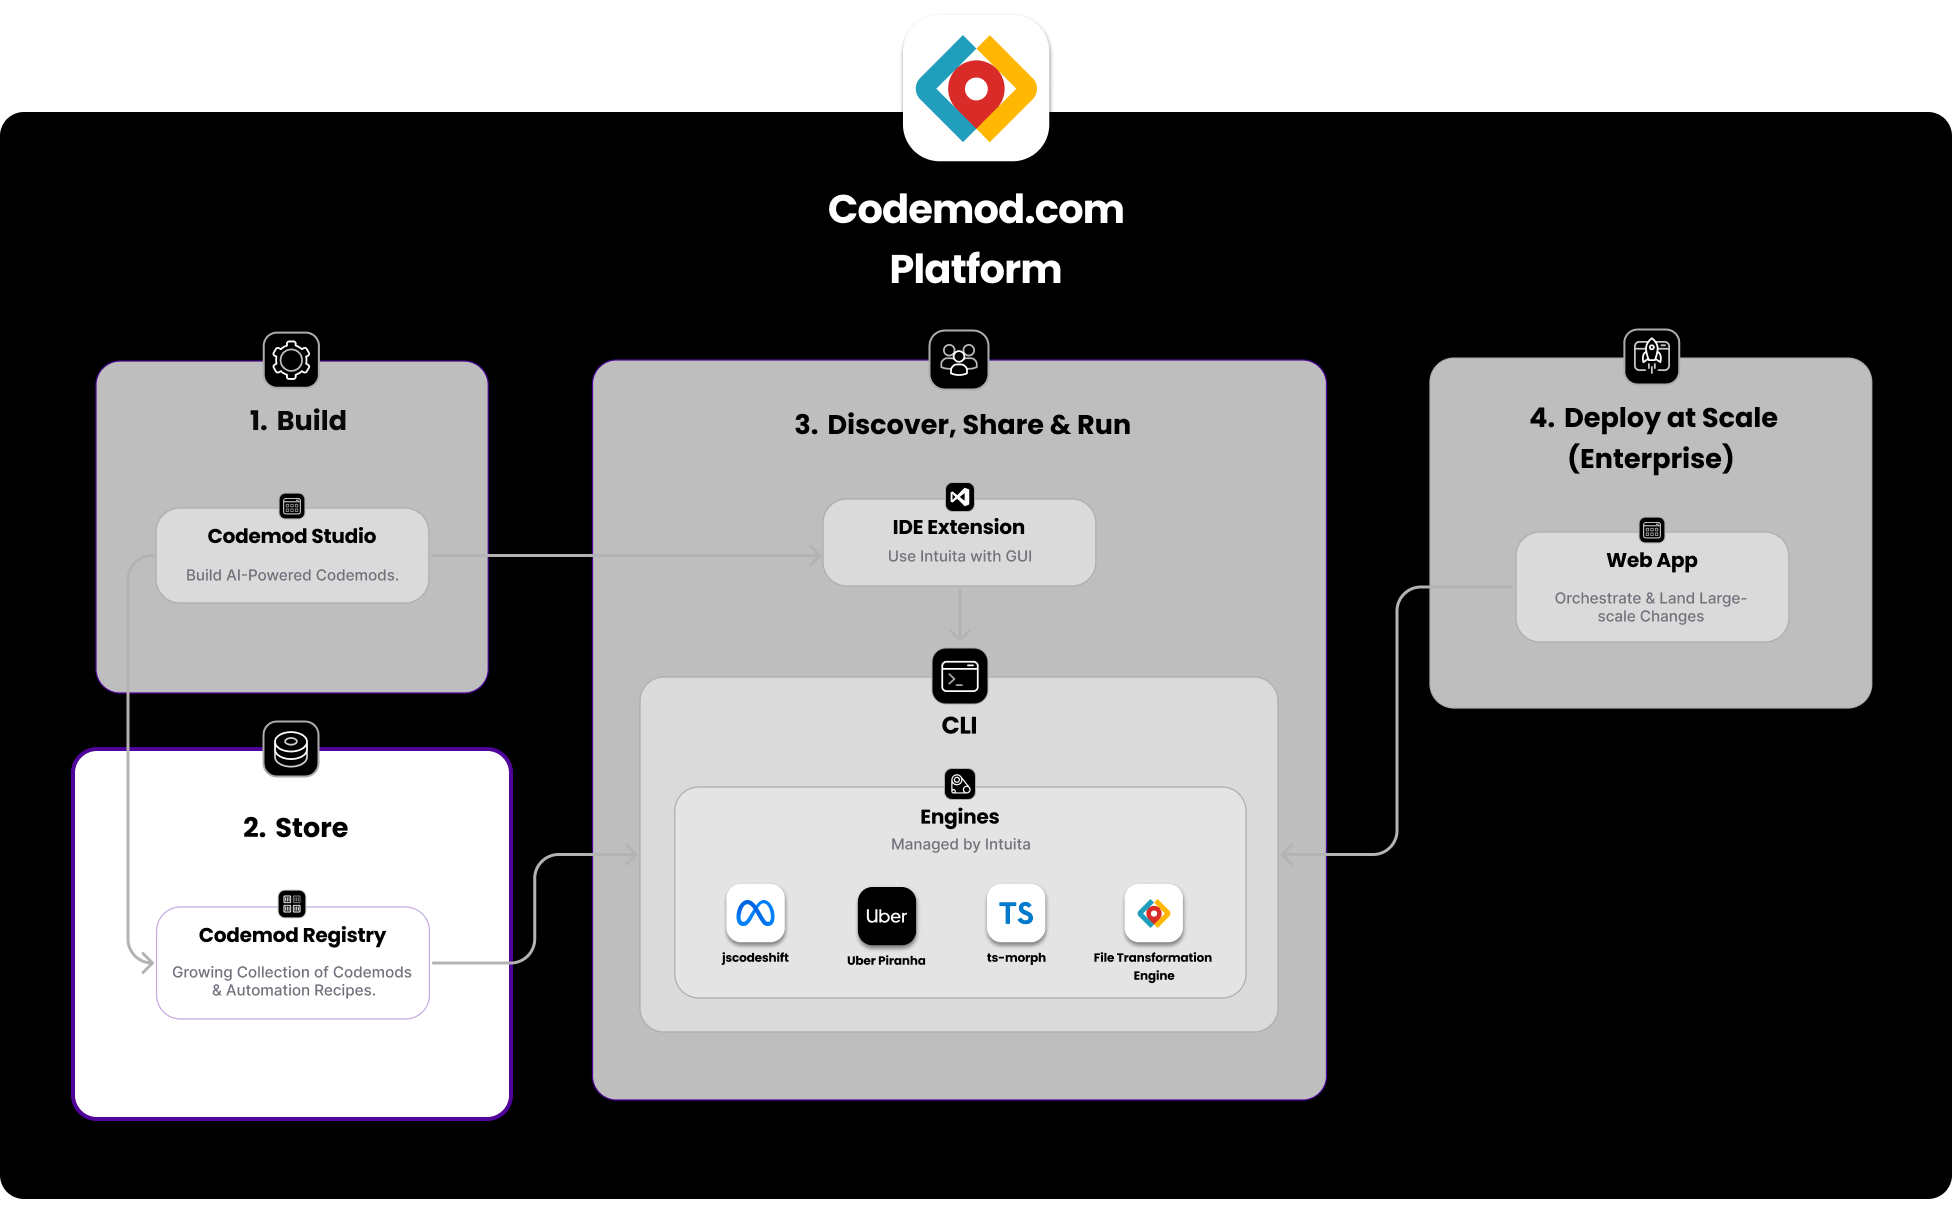 Codemod.com
Platform
1. Build
Codemod Studio
Build AI-Powered Codemods.
2. Store
Codemod Registry
Growing Collection of Codemods
& Automation Recipes.
3. Discover, Share & Run
IDE Extension
Use Intuita with GUI
CLI
Engines
Managed by Intuita
jscodeshift
Uber
Uber Piranha
TS
ts-morph
File Transformation
Engine
4. Deploy at Scale
(Enterprise)
Web App
Orchestrate & Land Large-
scale Changes